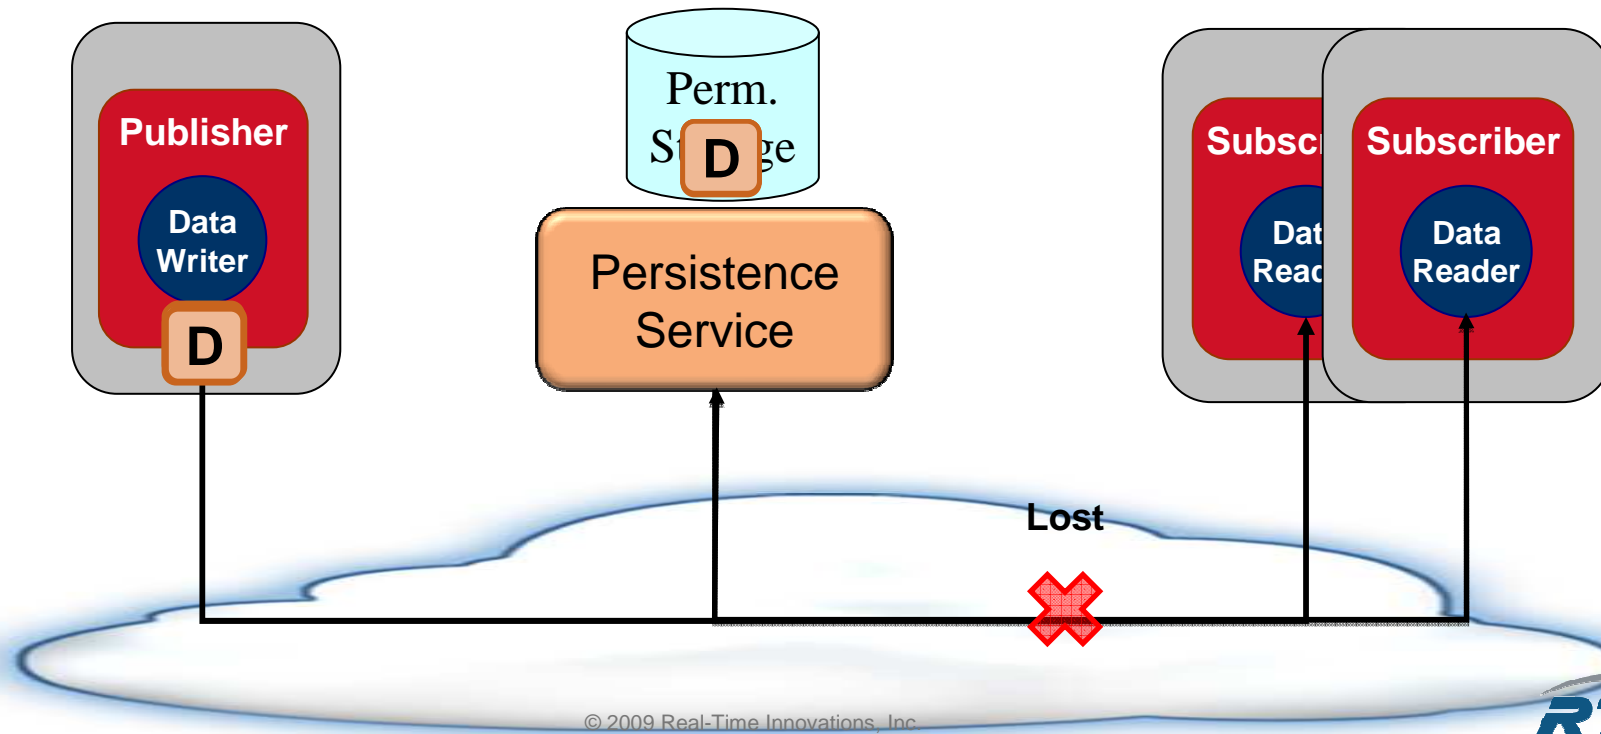 Publisher
Data
Writer
D
Perm.
D
Persistence
Service
Subscriber
Data
Reader
Lost
© 2009 Real-Time Innovations, Inc.